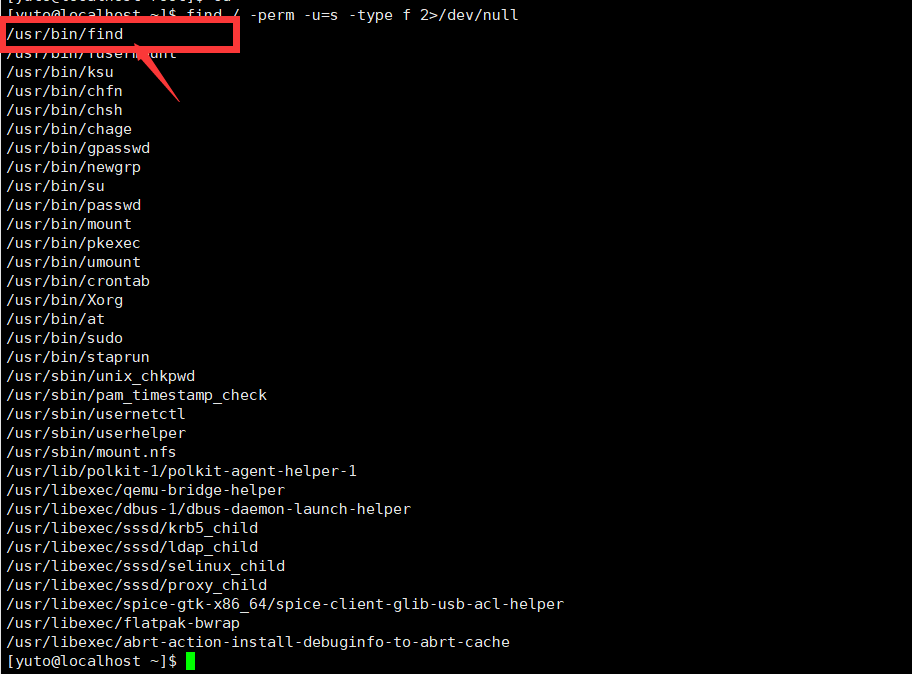 [yuto@localhost ~]$ find / -perm -u=s -type f 2>/dev/null
/usr/bin/find
/usr/bin/fusermount
/usr/bin/ksu
/usr/bin/chfn
/usr/bin/chsh
/usr/bin/chage
/usr/bin/gpasswd
/usr/bin/newgrp
/usr/bin/su
/usr/bin/passwd
/usr/bin/mount
/usr/bin/pkexec
/usr/bin/umount
/usr/bin/crontab
/usr/bin/Xorg
/usr/bin/at
/usr/bin/sudo
/usr/bin/staprun
/usr/sbin/unix_chkpwd
/usr/sbin/pam_timestamp_check
/usr/sbin/usernetctl
/usr/sbin/userhelper
/usr/sbin/mount.nfs
/usr/lib/polkit-1/polkit-agent-helper-1
/usr/libexec/qemu-bridge-helper
/usr/libexec/dbus-1/dbus-daemon-launch-helper
/usr/libexec/sssd/krb5_child
/usr/libexec/sssd/ldap_child
/usr/libexec/sssd/selinux_child
/usr/libexec/sssd/proxy_child
/usr/libexec/spice-gtk-x86_64/spice-client-glib-usb-acl-helper
/usr/libexec/flatpak-bwrap
/usr/libexec/abrt-action-install-debuginfo-to-abrt-cache
[yuto@localhost ~]$